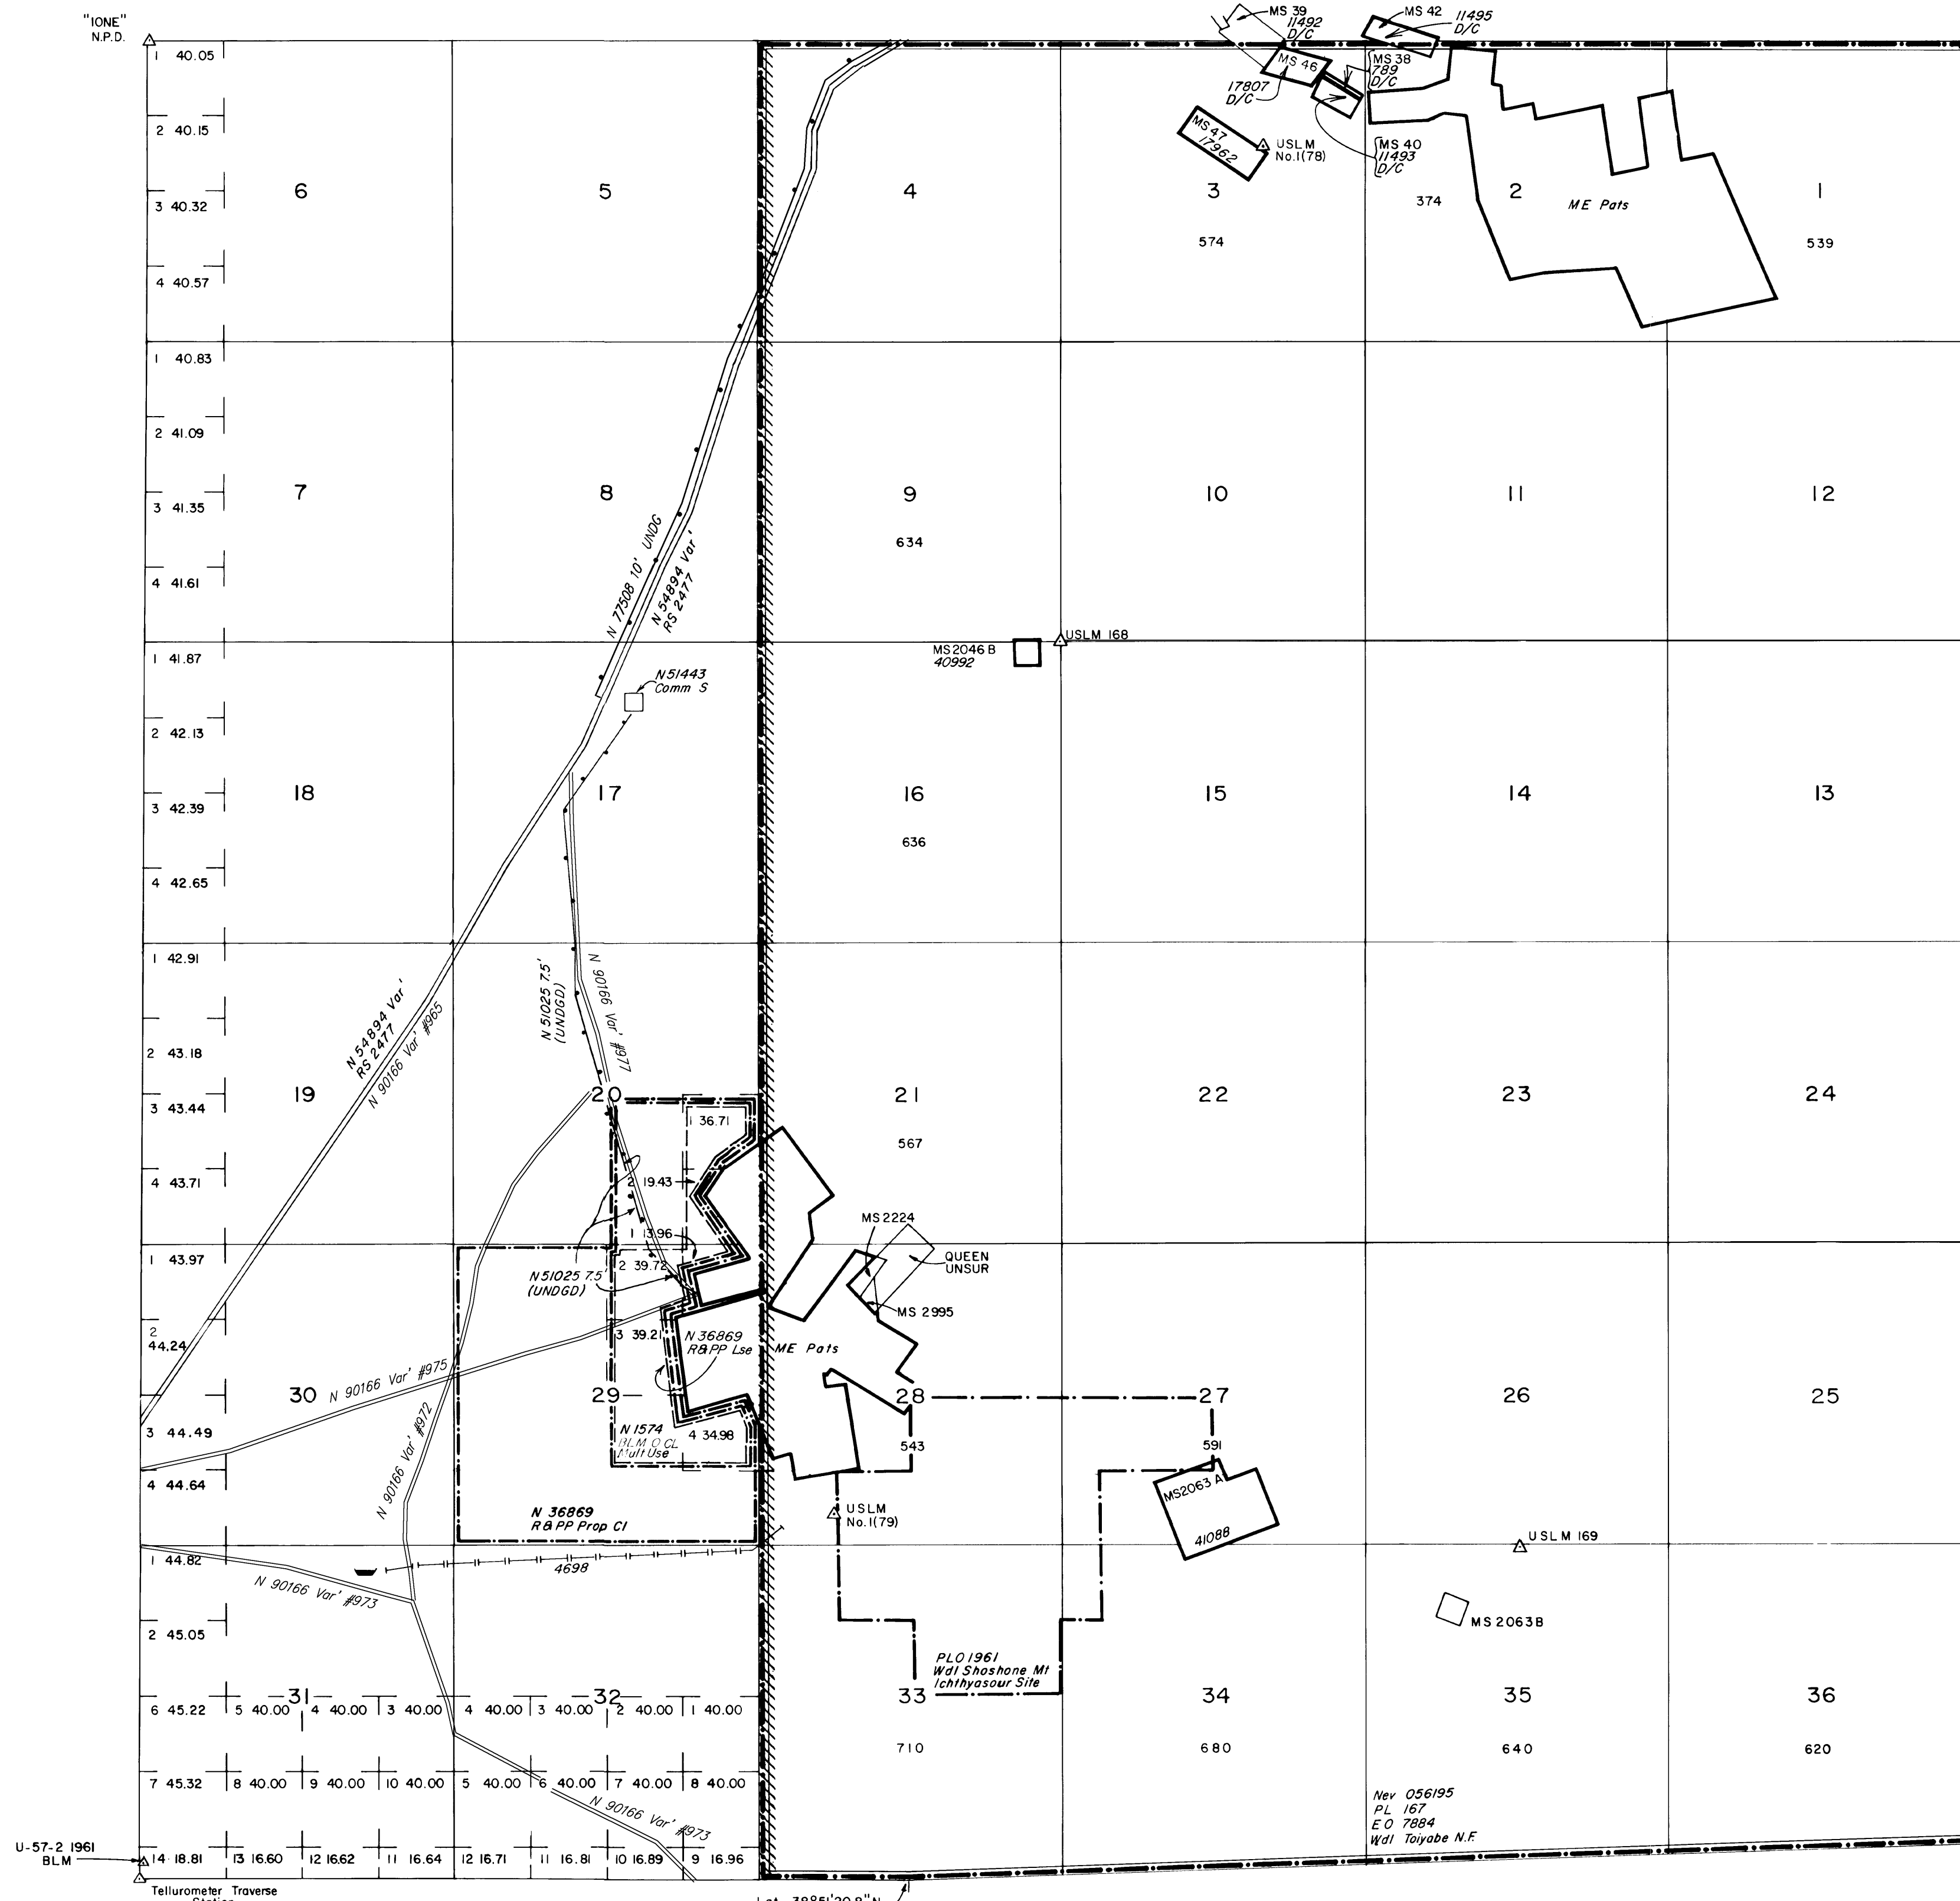 "IONE"
N.P.D.
MS 39
11492
D/C
MS 42
11495
D/C
1 40.05
MS 46
MS 38
789
D/C
17807
D/C
2 40.15
MS 47
17962
USLM
No.1(78)
MS 40
11493
D/C
3 40.32
6
5
4
3
374
2
ME Pats
1
574
539
4 40.57
1 40.83
2 41.09
3 41.35
7
8
9
10
11
12
634
N 77508 10' UNDG
N 54894 Var'
RS 2477
4 41.61
1 41.87
MS2046 B
40992
USLM 168
N51443
Comm S
2 42.13
3 42.39
18
17
16
15
14
13
636
4 42.65
1 42.91
N 54894 Var'
RS 2477
N 90166 Var' #965
N 51025 7.5'
(UNDGD)
N 90166 Var' #977
2 43.18
3 43.44
19
20
21
22
23
24
1 36.71
567
4 43.71
2 19.43
MS 2224
1 13.96
1 43.97
2 39.72
QUEEN
UNSUR
N51025 7.5'
(UNDGD)
MS 2995
2
44.24
3 39.21
N 36869
R&PP Lse
ME Pats
N 90166 Var' #975
30
29
28
27
26
25
3 44.49
N 90166 Var' #972
N 1574
BLM O CL
Mult Use
4 34.98
543
591
4 44.64
MS2063 A
41088
N 36869
R&PP Prop Cl
USLM
No.1(79)
USLM 169
1 44.82
4698
N 90166 Var' #973
2 45.05
MS 2063B
PLO 1961
Wdl Shoshone Mt
Ichthyasour Site
31
32
33
34
35
36
6 45.22
5 40.00
4 40.00
3 40.00
4 40.00
3 40.00
2 40.00
1 40.00
710
680
640
620
7 45.32
8 40.00
9 40.00
10 40.00
5 40.00
6 40.00
7 40.00
8 40.00
N 90166 Var' #973
Nev 056195
PL 167
EO 7884
Wdl Toiyabe N.F.
U-57-2 1961
BLM
14 18.81
13 16.60
12 16.62
11 16.64
12 16.71
11 16.81
10 16.89
9 16.96
Tellurometer Traverse
Station